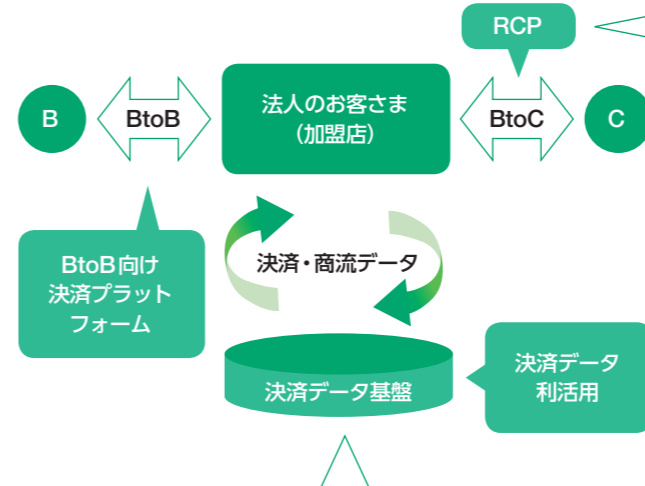 RCP
B
BtoB
法人のお客さま
(加盟店)
BtoC
C
BtoB向け
決済プラット
フォーム
決済・商流データ
決済データ基盤
決済データ
利活用